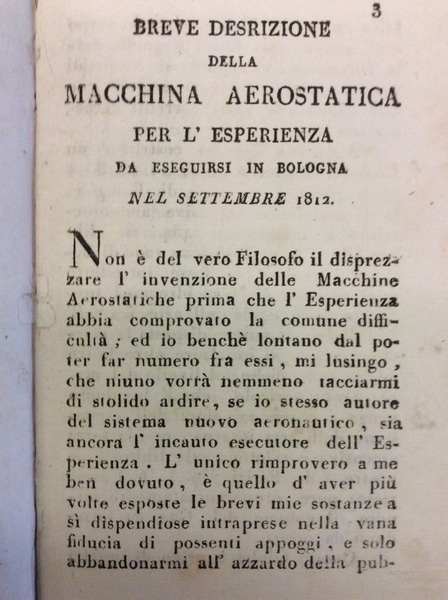 3
BREVE DESRIZIONE
DELLA
MACCHINA AEROSTATICA
PER L' ESPERIENZA
DA ESEGUIRSI IN BOLOGNA
NEL SETTEMBRE 1812.
Non è del vero Filosofo il disprez-
zare l' invenzione delle Macchine
Aerostatiche prima che l' Esperienza
abbia comprovato la comune diffi-
cultà ; ed io benchè lontano dal po-
ter far numero fra essi , mi lusingo ,
che niuno vorrà nemmeno tacciarmi
di stolido ardire, se io stesso autore
del sistema nuovo aeronautico , sia
ancora l' incauto esecutore dell' Es-
perienza . L' unico rimprovero a me
ben dovuto , è quello d' aver più
volte esposte le brevi mie sostanze a
sì dispendiose intraprese nella vana
fiducia di possenti appoggi , e solo
abbandonarmi all' azzardo della pub-